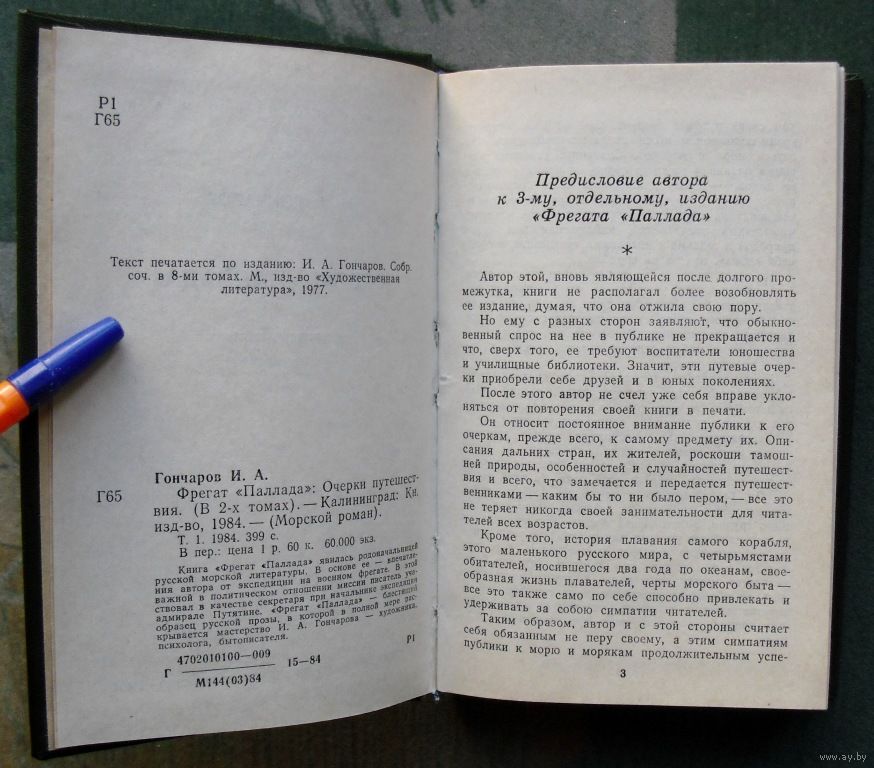 Р1
Г65
Текст печатается по изданию: И. А. Гончаров. Собр.
соч. в 8-ми томах. М., изд-во «Художественная
литература», 1977.
Гончаров И. А.
Г65
Фрегат «Паллада»: Очерки путешест-
вия. (В 2-х томах). — Калининград: Кн.
изд-во, 1984. — (Морской роман).
Т. 1. 1984. 399 с.
В пер.: цена 1 р. 60 к. 60.000 экз.
Книга «Фрегат «Паллада» явилась родоначальницей
русской морской литературы. В основе ее — впечатле-
ния автора от экспедиции на военном фрегате. В этой
важной в политическом отношении миссии писатель уча-
ствовал в качестве секретаря при начальнике экспедиции
адмирале Путятине. «Фрегат «Паллада» — блестящий
образец русской прозы, в которой в полной мере рас-
крывается мастерство И. А. Гончарова — художника,
психолога, бытописателя.
Г 4702010100—009 15—84 Р1
М144(03)84
Предисловие автора
к 3-му, отдельному, изданию
«Фрегата «Паллада»
*
Автор этой, вновь являющейся после долгого про-
межутка, книги не располагал более возобновлять
ее издание, думая, что она отжила свою пору.
Но ему с разных сторон заявляют, что обыкно-
венный спрос на нее в публике не прекращается и
что, сверх того, ее требуют воспитатели юношества
и училищные библиотеки. Значит, эти путевые очер-
ки приобрели себе друзей и в юных поколениях.
После этого автор не счел уже себя вправе укло-
няться от повторения своей книги в печати.
Он относит постоянное внимание публики к его
очеркам, прежде всего, к самому предмету их. Опи-
сания дальних стран, их жителей, роскоши тамош-
ней природы, особенностей и случайностей путешест-
вия и всего, что замечается и передается путешест-
венниками — каким бы то ни было пером, — все это
не теряет никогда своей занимательности для чита-
телей всех возрастов.
Кроме того, история плавания самого корабля,
этого маленького русского мира, с четырьмястами
обитателей, носившегося два года по океанам, свое-
образная жизнь плавателей, черты морского быта —
все это также само по себе способно привлекать и
удерживать за собою симпатии читателей.
Таким образом, автор и с этой стороны считает
себя обязанным не перу своему, а этим симпатиям
публики к морю и морякам продолжительным успе-
3
www.ay.by